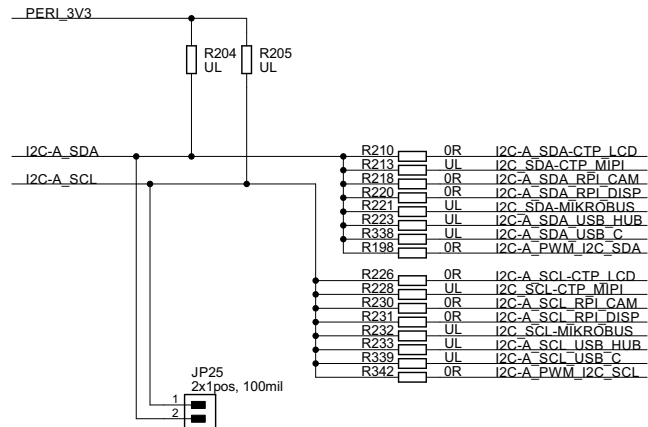 PERI_3V3
R204 R205
UL UL
I2C-A_SDA
I2C-A_SCL
R210 0R I2C-A_SDA-CTP_LCD
R213 UL I2C_SDA-CTP_MIPI
R218 0R I2C-A_SDA_RPI_CAM
R220 0R I2C-A_SDA_RPI_DISP
R221 UL I2C_SDA-MIKROBUS
R223 UL I2C-A_SDA_USB_HUB
R338 UL I2C-A_SDA_USB_C
R198 0R I2C-A_PWM_I2C_SDA
R226 0R I2C-A_SCL-CTP_LCD
R228 UL I2C_SCL-CTP_MIPI
R230 0R I2C-A_SCL_RPI_CAM
R231 0R I2C-A_SCL_RPI_DISP
R232 UL I2C_SCL-MIKROBUS
R233 UL I2C-A_SCL_USB_HUB
R339 UL I2C-A_SCL_USB_C
R342 0R I2C-A_PWM_I2C_SCL
JP25
2x1pos, 100mil
1
2